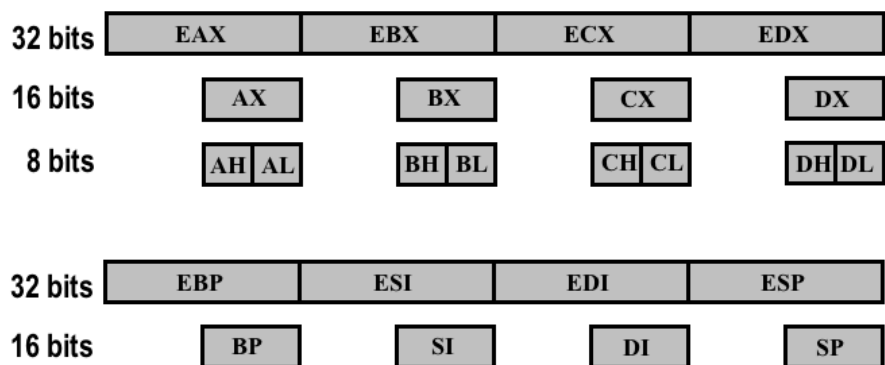 32 bits EAX EBX ECX EDX
16 bits AX BX CX DX
8 bits AH AL BH BL CH CL DH DL
32 bits EBP ESI EDI ESP
16 bits BP SI DI SP